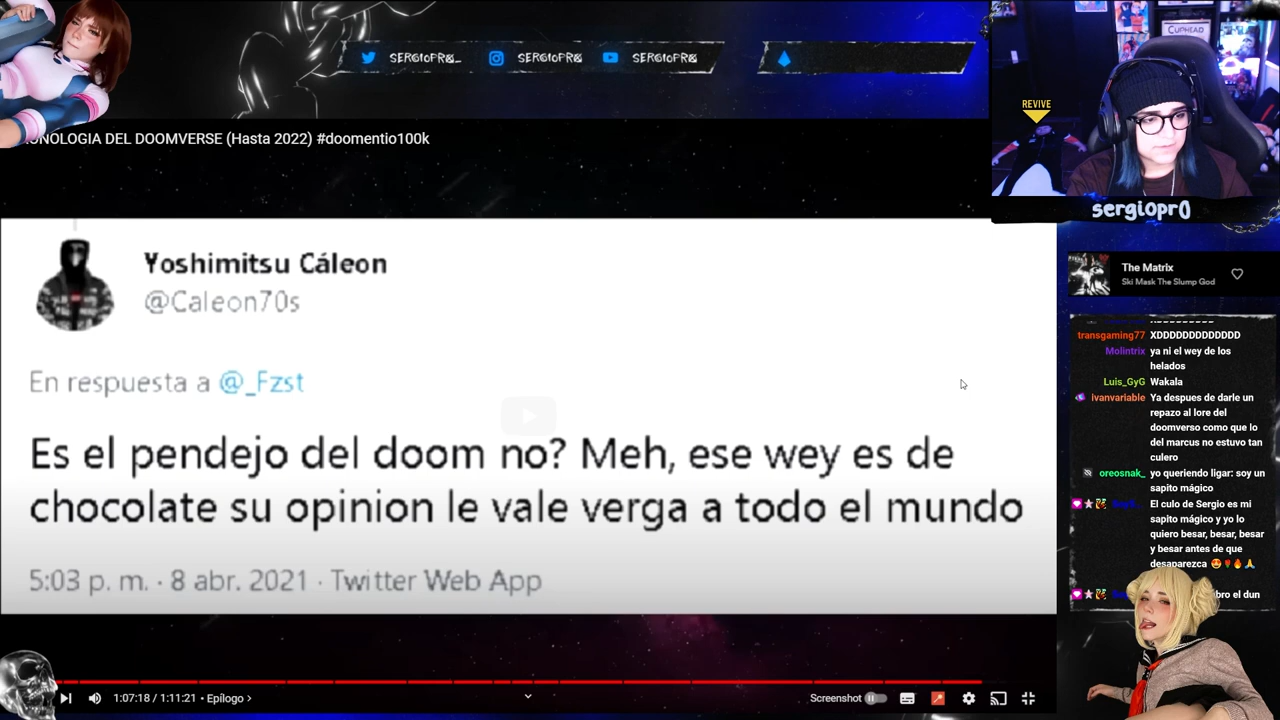 SERGIOPR0_
SERGIOPR0
SERGIOPR0
NOLOGIA DEL DOOMVERSE (Hasta 2022) #doomentio100k
CUPHEAD
REVIVE
sergiopr0
Yoshimitsu Cáleon
@Caleon70s
En respuesta a @_Fzst
Es el pendejo del doom no? Meh, ese wey es de
chocolate su opinion le vale verga a todo el mundo
5:03 p. m. · 8 abr. 2021 · Twitter Web App
The Matrix
Ski Mask The Slump God
transgaming77 XDDDDDDDDDDDDD
Molintrix ya ni el wey de los
helados
Luis_GyG Wakala
ivanvariable Ya despues de darle un
repazo al lore del
doomverso como que lo
del marcus no estuvo tan
culero
oreosnak_ yo queriendo ligar: soy un
sapito mágico
El culo de Sergio es mi
sapito mágico y yo lo
quiero besar, besar, besar
y besar antes de que
desaparezca 😍🌹🔥🙏
bro el dun
1:07:18 / 1:11:21 • Epílogo >
Screenshot